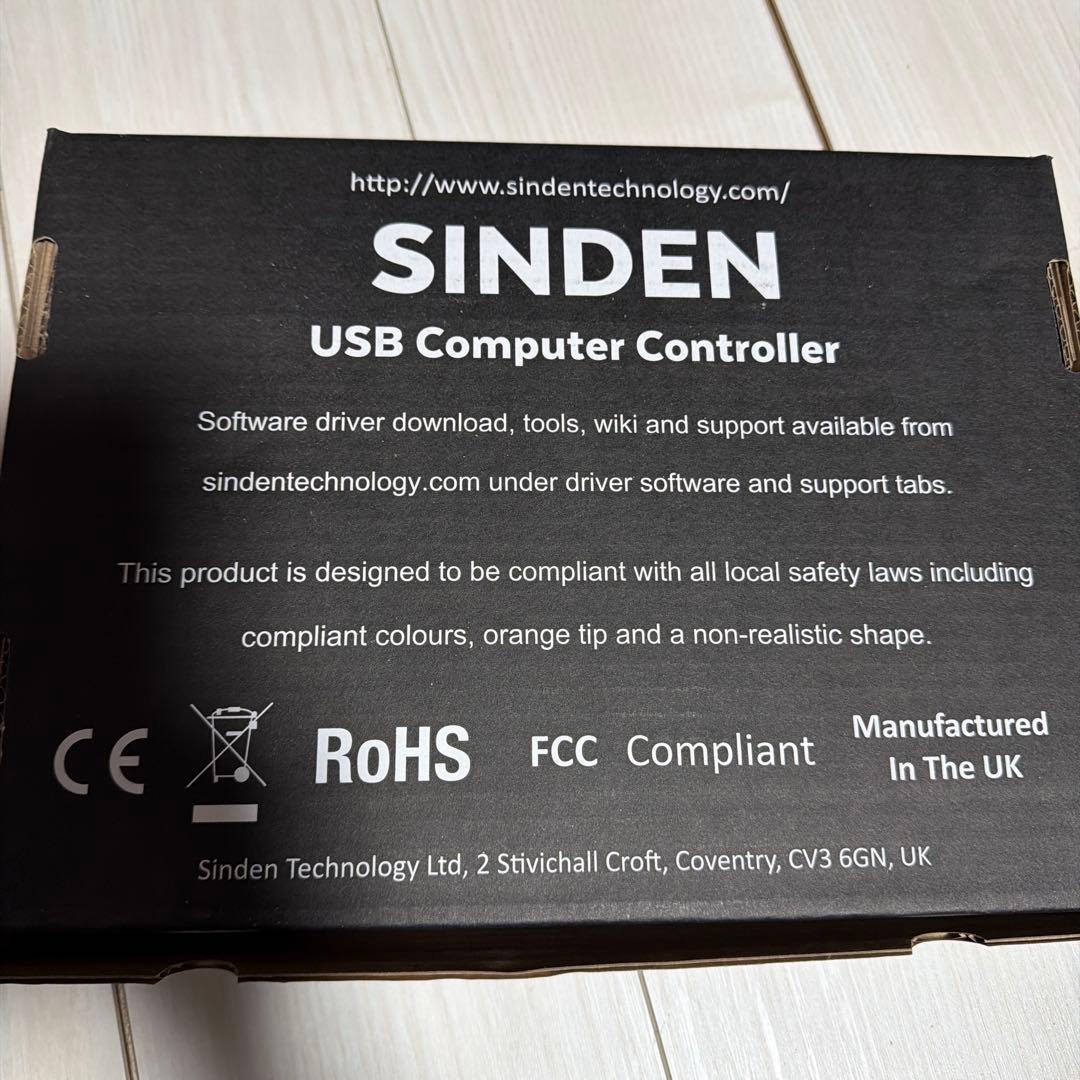 http://www.sindentechnology.com/
SINDEN
USB Computer Controller
Software driver download, tools, wiki and support available from
sindentechnology.com under driver software and support tabs.
This product is designed to be compliant with all local safety laws including
compliant colours, orange tip and a non-realistic shape.
CE
RoHS
FCC Compliant
Manufactured
In The UK
Sinden Technology Ltd, 2 Stivichall Croft, Coventry, CV3 6GN, UK